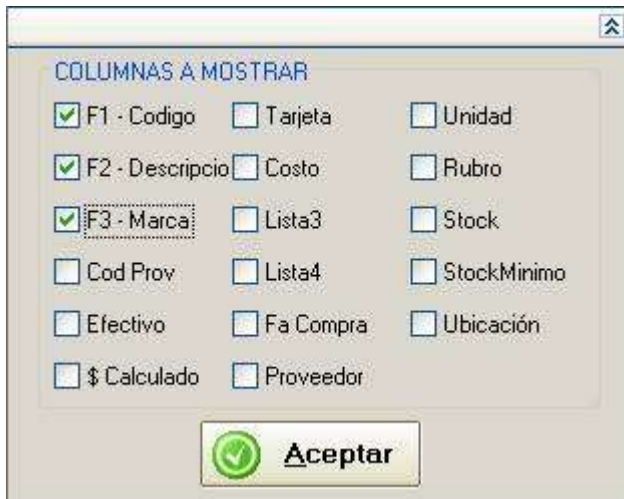 COLUMNAS A MOSTRAR
F1 - Codigo Tarjeta Unidad
F2 - Descripcio Costo Rubro
F3 - Marca Lista3 Stock
Cod Prov Lista4 StockMinimo
Efectivo Fa Compra Ubicación
$ Calculado Proveedor
Aceptar